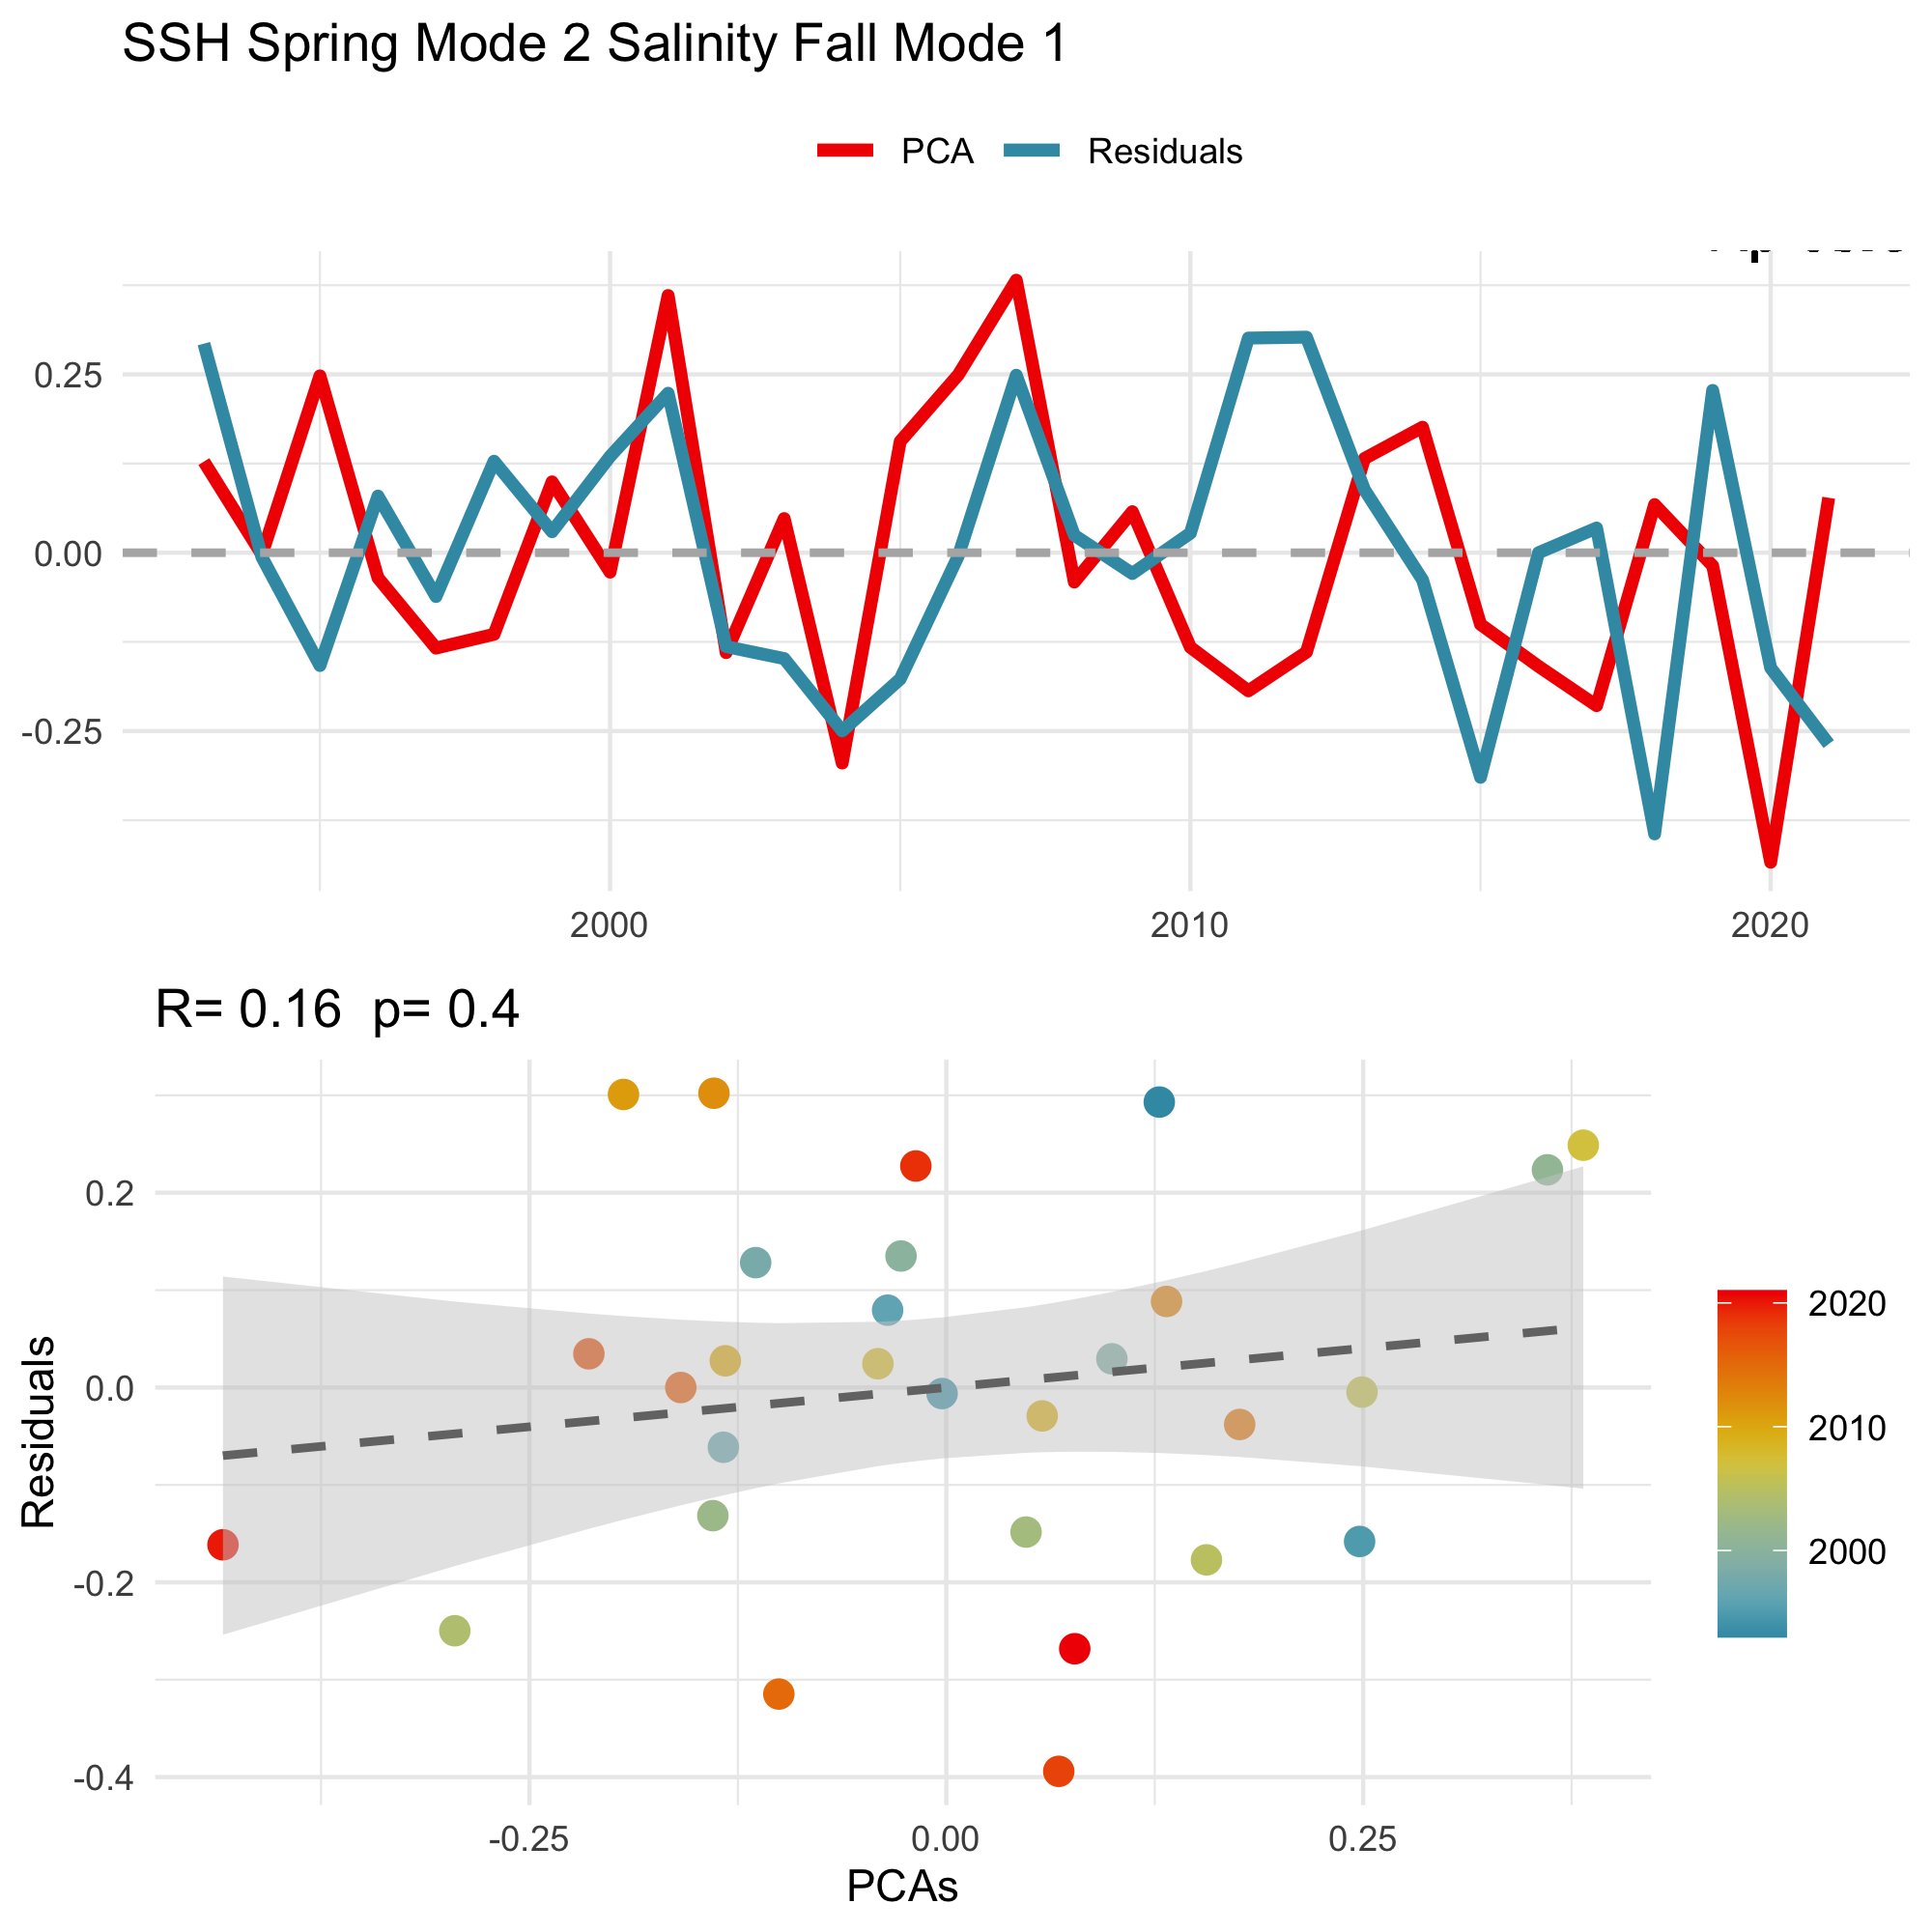 SSH Spring Mode 2 Salinity Fall Mode 1
PCA Residuals
0.25
0.00
-0.25
2000 2010 2020
R= 0.16 p= 0.4
Residuals
0.2
0.0
-0.2
-0.4
-0.25 0.00 0.25
PCAs
2020
2010
2000